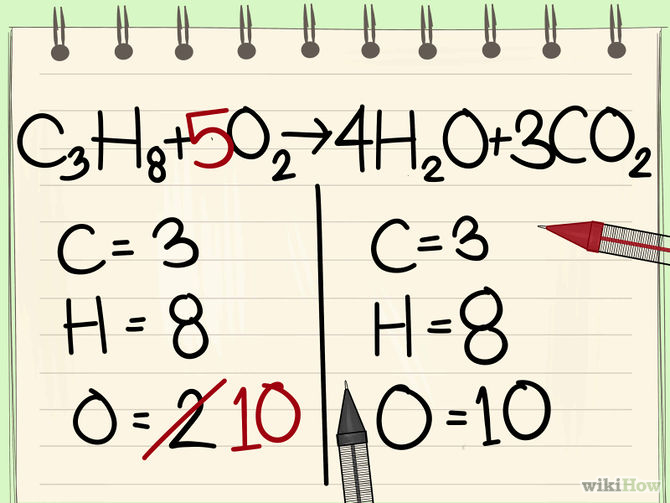 C₃H₈+5O₂→4H₂O+3CO₂
C=3 C=3
H=8 H=8
O=2 10 O=10
wikiHow